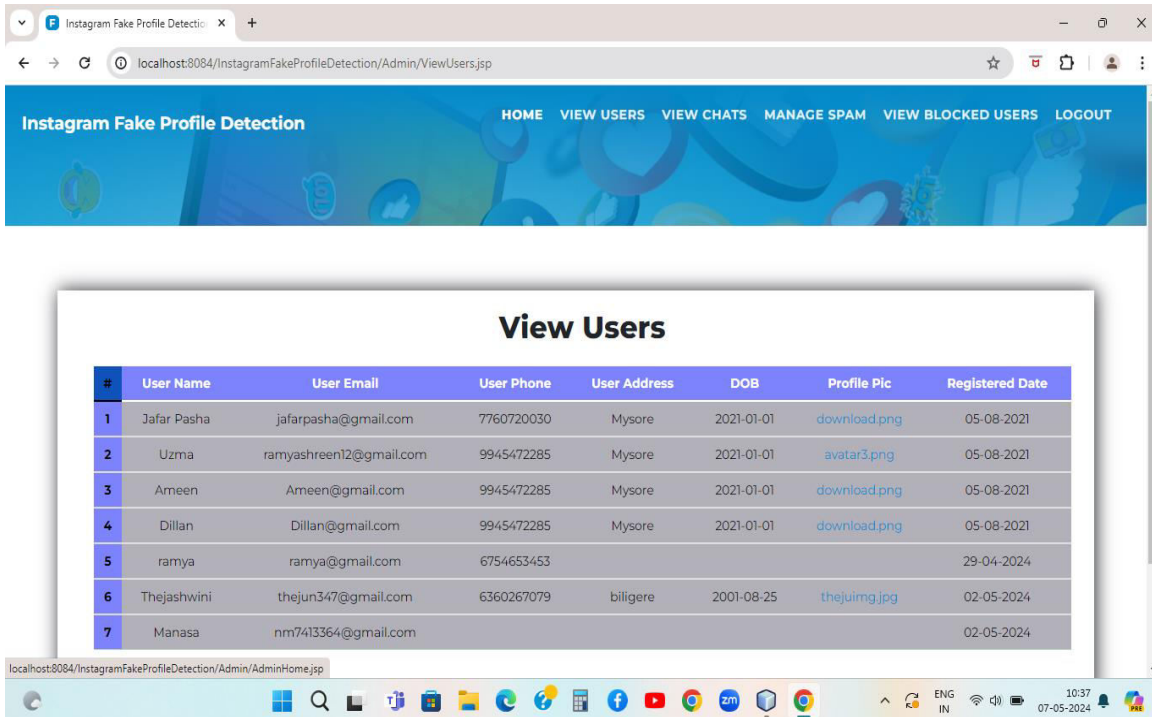 Instagram Fake Profile Detectio
localhost:8084/InstagramFakeProfileDetection/Admin/ViewUsers.jsp
Instagram Fake Profile Detection
HOME VIEW USERS VIEW CHATS MANAGE SPAM VIEW BLOCKED USERS LOGOUT
View Users
# User Name User Email User Phone User Address DOB Profile Pic Registered Date
1 Jafar Pasha jafarpasha@gmail.com 7760720030 Mysore 2021-01-01 download.png 05-08-2021
2 Uzma ramyashreen12@gmail.com 9945472285 Mysore 2021-01-01 avatar3.png 05-08-2021
3 Ameen Ameen@gmail.com 9945472285 Mysore 2021-01-01 download.png 05-08-2021
4 Dillan Dillan@gmail.com 9945472285 Mysore 2021-01-01 download.png 05-08-2021
5 ramya ramya@gmail.com 6754653453 29-04-2024
6 Thejashwini thejun347@gmail.com 6360267079 biligere 2001-08-25 thejuimg.jpg 02-05-2024
7 Manasa nm7413364@gmail.com 02-05-2024
localhost:8084/InstagramFakeProfileDetection/Admin/AdminHome.jsp
zm
ENG
IN
10:37
07-05-2024
PRE